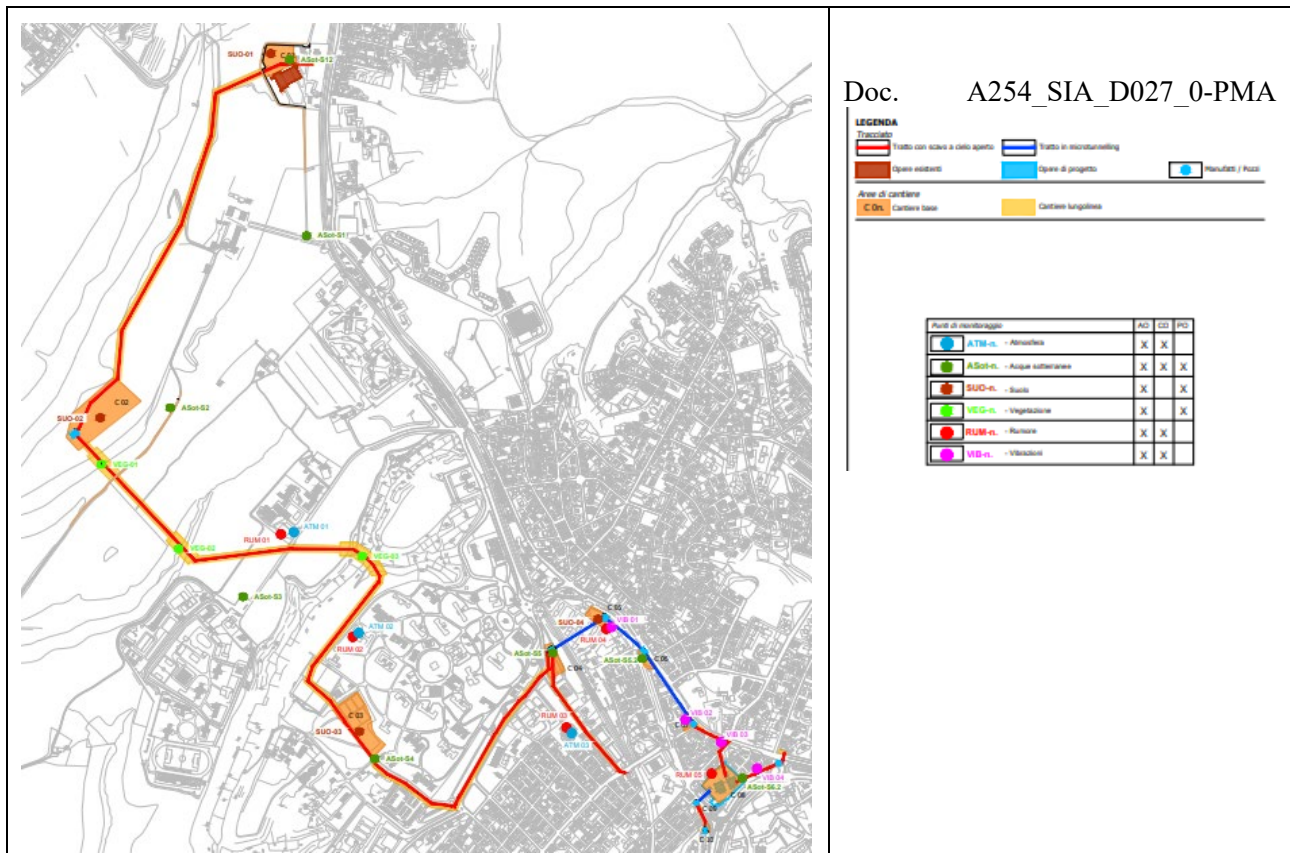 SUO-01
ASot-S12
ASot-S1
C 02
SUO-02
ASot-S2
VEG-01
ATM 01
RUM 01
VEG-02
VEG-03
ASot-S3
C 05
SUO-04
VIB 01
ATM 02
RUM 04
RUM 02
ASot-S5
C 04
C 06
C 03
RUM 03
VIB 02
SUO-03
ATM 03
VIB 03
ASot-S4
RUM 05
VIB 04
ASot-S6.2
C 08
C 09
C 10
Doc. A254_SIA_D027_0-PMA
LEGENDA
Tracciato
Tratto con scavo a cielo aperto Tratto in microtunnelling
Opere esistenti Opere di progetto Manufatti / Pozzi
Aree di cantiere
C 0n. Cantiere base Cantiere lungolinea
Punti di monitoraggio AO CO PO
ATM-n. - Atmosfera X X
ASot-n. - Acque sotterranee X X X
SUO-n. - Suolo X X
VEG-n. - Vegetazione X X
RUM-n. - Rumore X X
VIB-n. - Vibrazioni X X